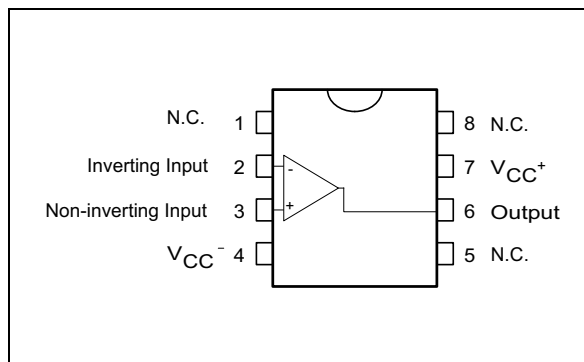 N.C. 1 8 N.C.
Inverting Input 2 - 7 VCC+
Non-inverting Input 3 + 6 Output
VCC- 4 5 N.C.